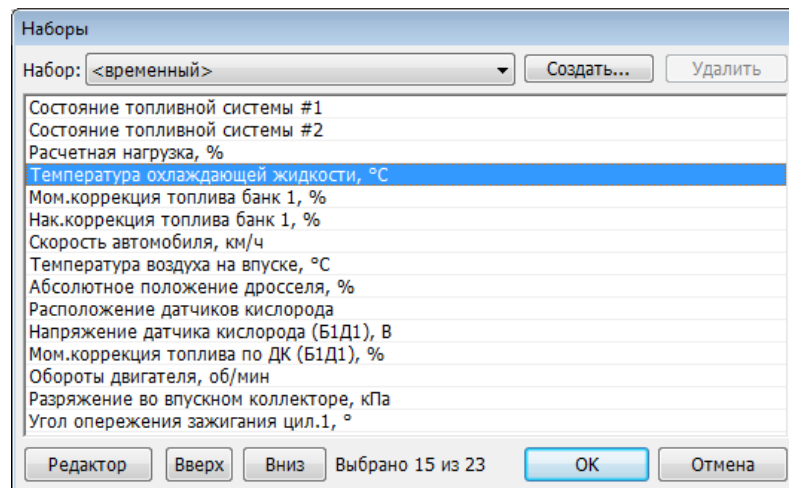 Наборы
Набор: <временный> Создать... Удалить
Состояние топливной системы #1
Состояние топливной системы #2
Расчетная нагрузка, %
Температура охлаждающей жидкости, °C
Мом.коррекция топлива банк 1, %
Нак.коррекция топлива банк 1, %
Скорость автомобиля, км/ч
Температура воздуха на впуске, °C
Абсолютное положение дросселя, %
Расположение датчиков кислорода
Напряжение датчика кислорода (Б1Д1), В
Мом.коррекция топлива по ДК (Б1Д1), %
Обороты двигателя, об/мин
Разряжение во впускном коллекторе, кПа
Угол опережения зажигания цил.1, °
Редактор Вверх Вниз Выбрано 15 из 23 OK Отмена